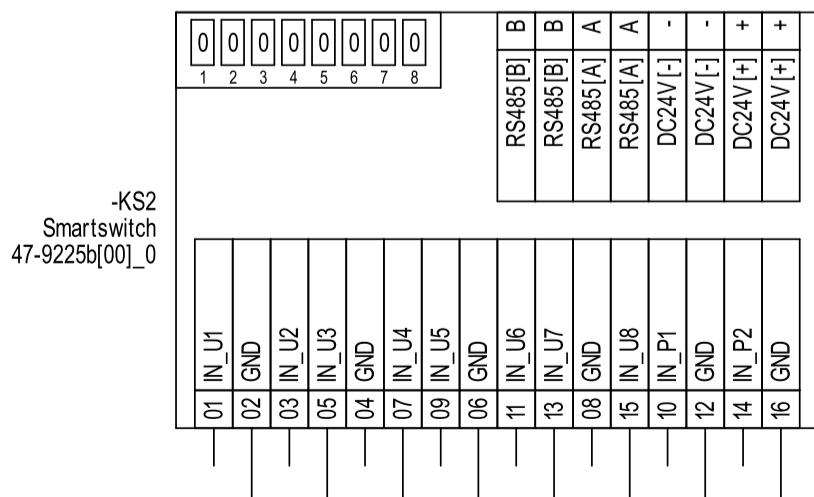 0 0 0 0 0 0 0 0
1 2 3 4 5 6 7 8
B B A A - - + +
RS485[B] RS485[B] RS485[A] RS485[A] DC24V[-] DC24V[-] DC24V[+] DC24V[+]
-KS2
Smartswitch
47-9225b[00]_0
IN_U1 GND IN_U2 IN_U3 GND IN_U4 IN_U5 GND IN_U6 IN_U7 GND IN_U8 IN_P1 GND IN_P2 GND
01 02 03 05 04 07 09 06 11 13 08 15 10 12 14 16